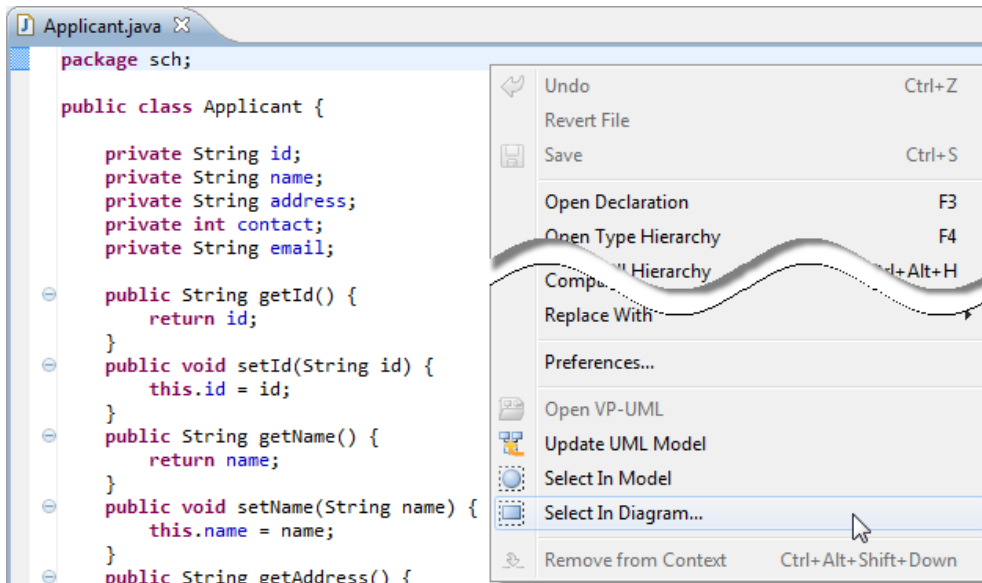 Applicant.java
package sch;
public class Applicant {
private String id;
private String name;
private String address;
private int contact;
private String email;
public String getId() {
return id;
}
public void setId(String id) {
this.id = id;
}
public String getName() {
return name;
}
public void setName(String name) {
this.name = name;
}
public String getAddress() {
Undo Ctrl+Z
Revert File
Save Ctrl+S
Open Declaration F3
Open Type Hierarchy F4
Hierarchy
Replace With
Preferences...
Open VP-UML
Update UML Model
Select In Model
Select In Diagram...
Remove from Context Ctrl+Alt+Shift+Down